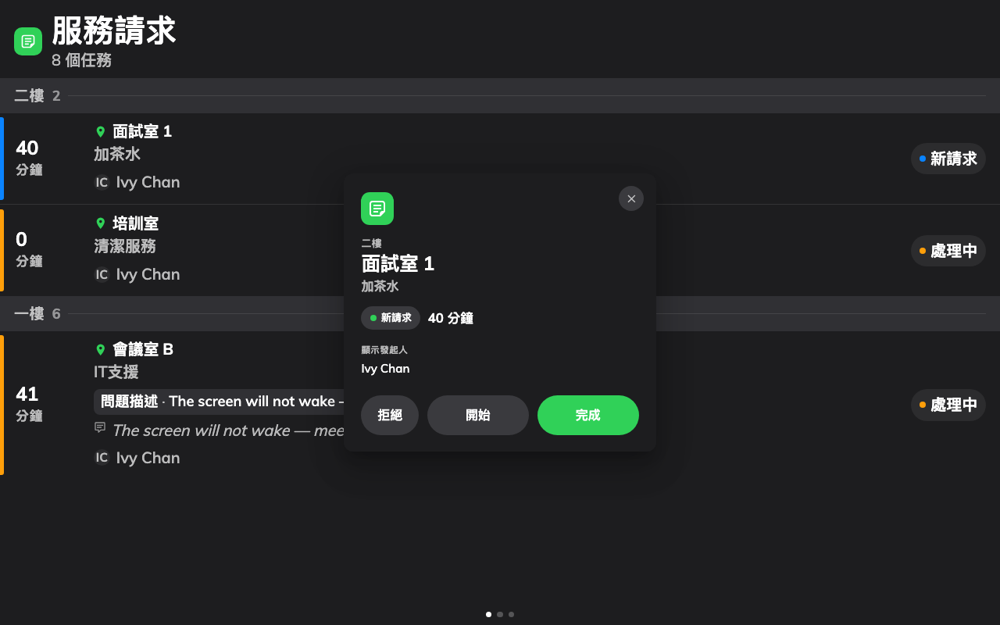 服務請求
8 個任務
二樓 2
40
分鐘
面試室 1
加茶水
IC Ivy Chan
新請求
0
分鐘
培訓室
清潔服務
IC Ivy Chan
處理中
一樓 6
41
分鐘
會議室 B
IT支援
問題描述 · The screen will not wake –
The screen will not wake — mee
IC Ivy Chan
處理中
二樓
面試室 1
加茶水
新請求 40 分鐘
顯示發起人
Ivy Chan
拒絕 開始 完成